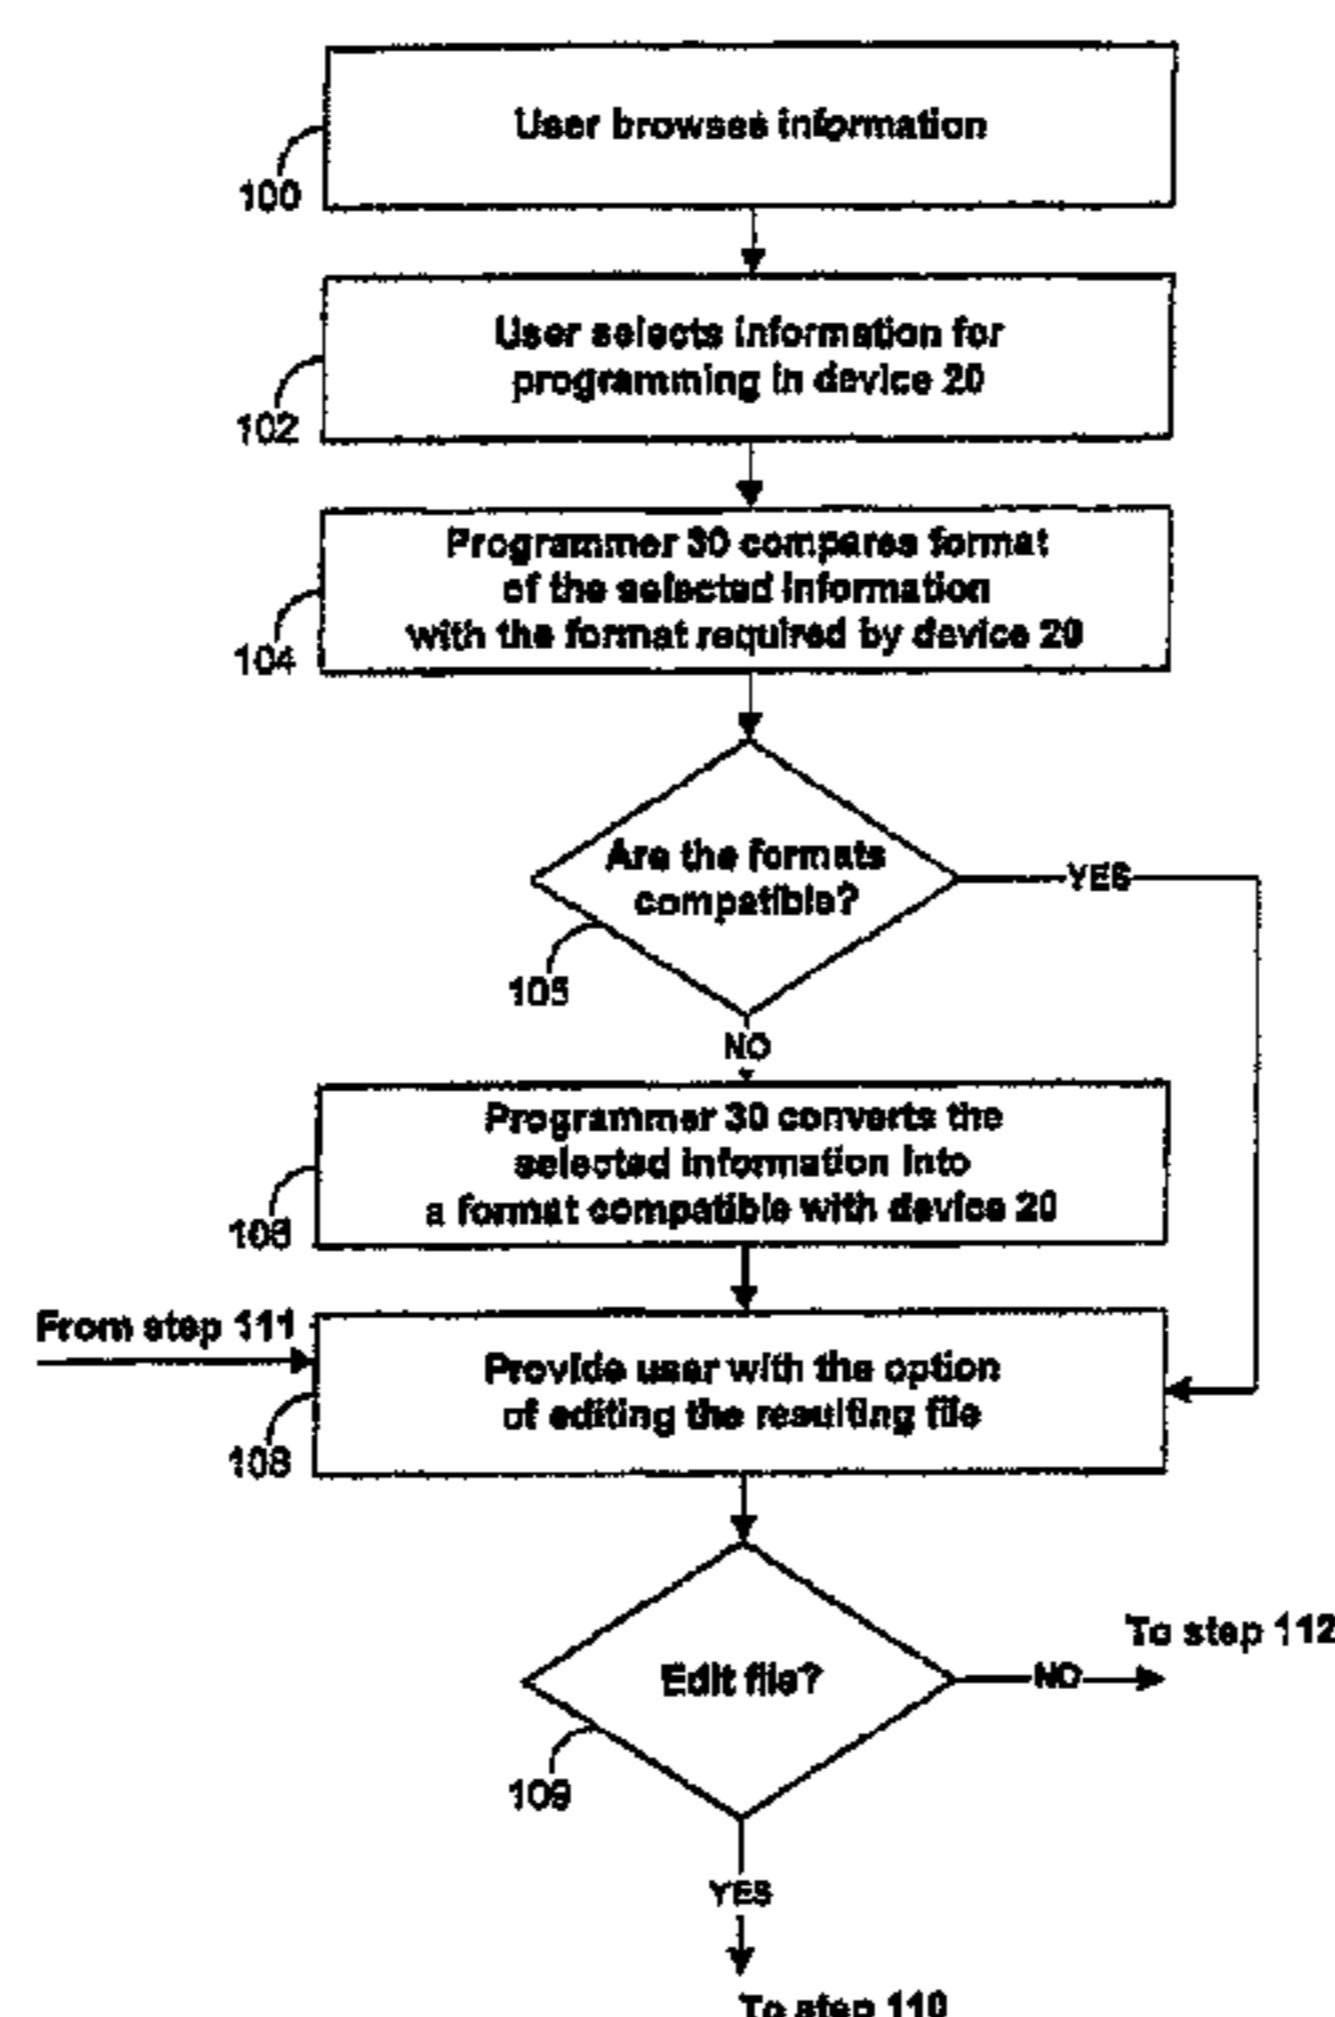 User browses information
100
User selects information for
programming in device 20
102
Programmer 30 compares format
of the selected information
with the format required by device 20
104
Are the formats
compatible?
YES
105
NO
Programmer 30 converts the
selected information into
a format compatible with device 20
106
From step 111
Provide user with the option
of editing the resulting file
108
To step 112
Edit file?
NO
109
YES
To step 110